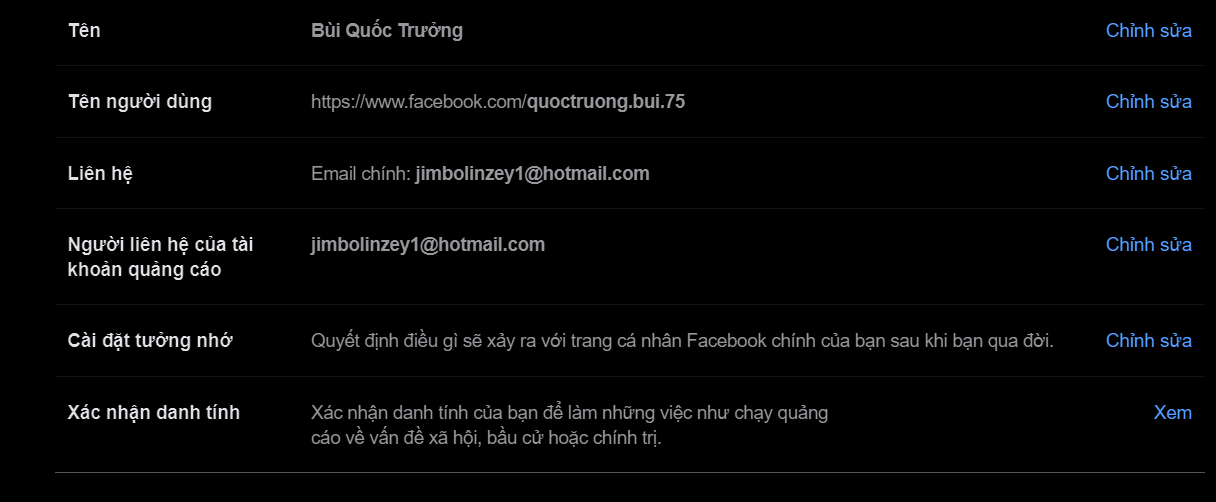 Tên Bùi Quốc Trưởng Chỉnh sửa
Tên người dùng https://www.facebook.com/quoctruong.bui.75 Chỉnh sửa
Liên hệ Email chính: jimbolinzey1@hotmail.com Chỉnh sửa
Người liên hệ của tài jimbolinzey1@hotmail.com Chỉnh sửa
khoản quảng cáo
Cài đặt tưởng nhớ Quyết định điều gì sẽ xảy ra với trang cá nhân Facebook chính của bạn sau khi bạn qua đời. Chỉnh sửa
Xác nhận danh tính Xác nhận danh tính của bạn để làm những việc như chạy quảng Xem
cáo về vấn đề xã hội, bầu cử hoặc chính trị.